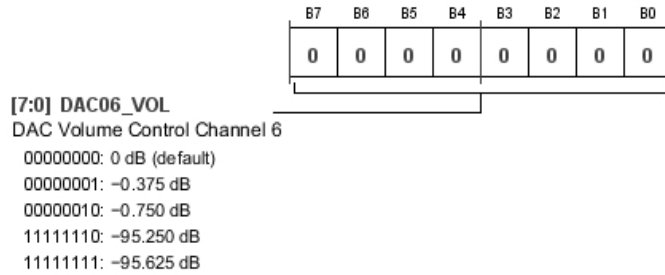 B7 B6 B5 B4 B3 B2 B1 B0
0 0 0 0 0 0 0 0
[7:0] DAC06_VOL
DAC Volume Control Channel 6
00000000: 0 dB (default)
00000001: −0.375 dB
00000010: −0.750 dB
11111110: −95.250 dB
11111111: −95.625 dB